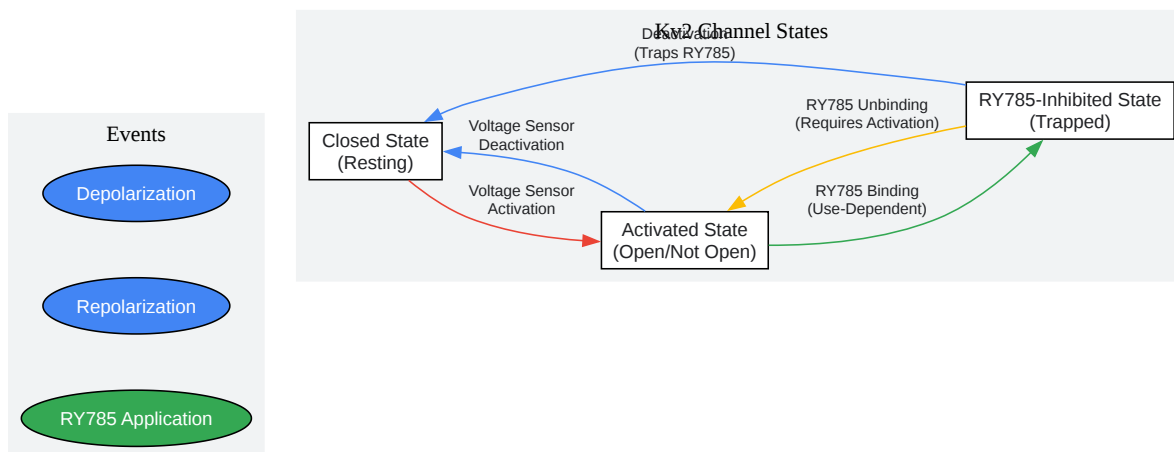 Kv2 Channel States
Deactivation
(Traps RY785)
RY785-Inhibited State
(Trapped)
RY785 Unbinding
(Requires Activation)
Events
Closed State
(Resting)
Voltage Sensor
Deactivation
Depolarization
Voltage Sensor
Activation
RY785 Binding
(Use-Dependent)
Activated State
(Open/Not Open)
Repolarization
RY785 Application